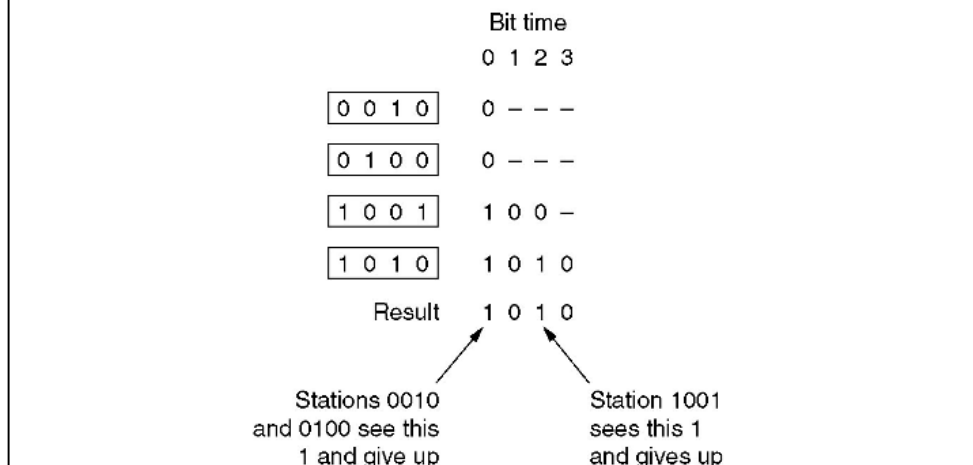 Bit time
0 1 2 3
0 0 1 0 0 – – –
0 1 0 0 0 – – –
1 0 0 1 1 0 0 –
1 0 1 0 1 0 1 0
Result 1 0 1 0
Stations 0010
and 0100 see this
1 and give up
Station 1001
sees this 1
and gives up